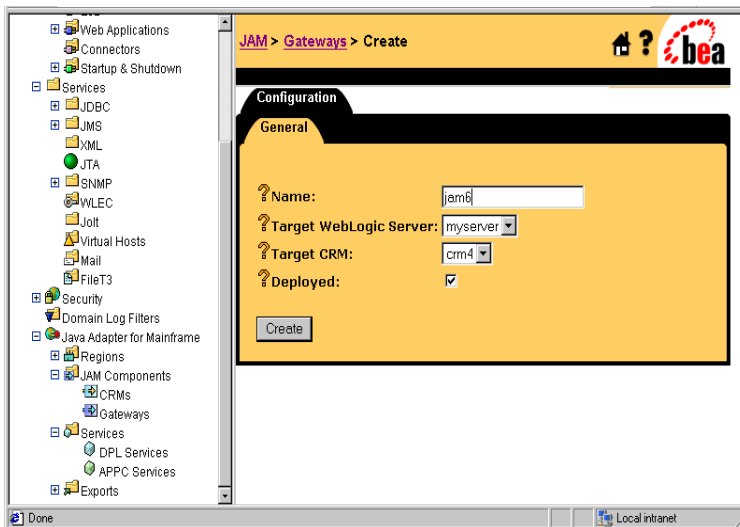 Web Applications
Connectors
Startup & Shutdown
Services
JDBC
JMS
XML
JTA
SNMP
WLEC
Jolt
Virtual Hosts
Mail
FileT3
Security
Domain Log Filters
Java Adapter for Mainframe
Regions
JAM Components
CRMs
Gateways
Services
DPL Services
APPC Services
Exports
JAM > Gateways > Create
? bea
Configuration
General
? Name: jam6
? Target WebLogic Server: myserver
? Target CRM: crm4
? Deployed:
Create
Done
Local intranet